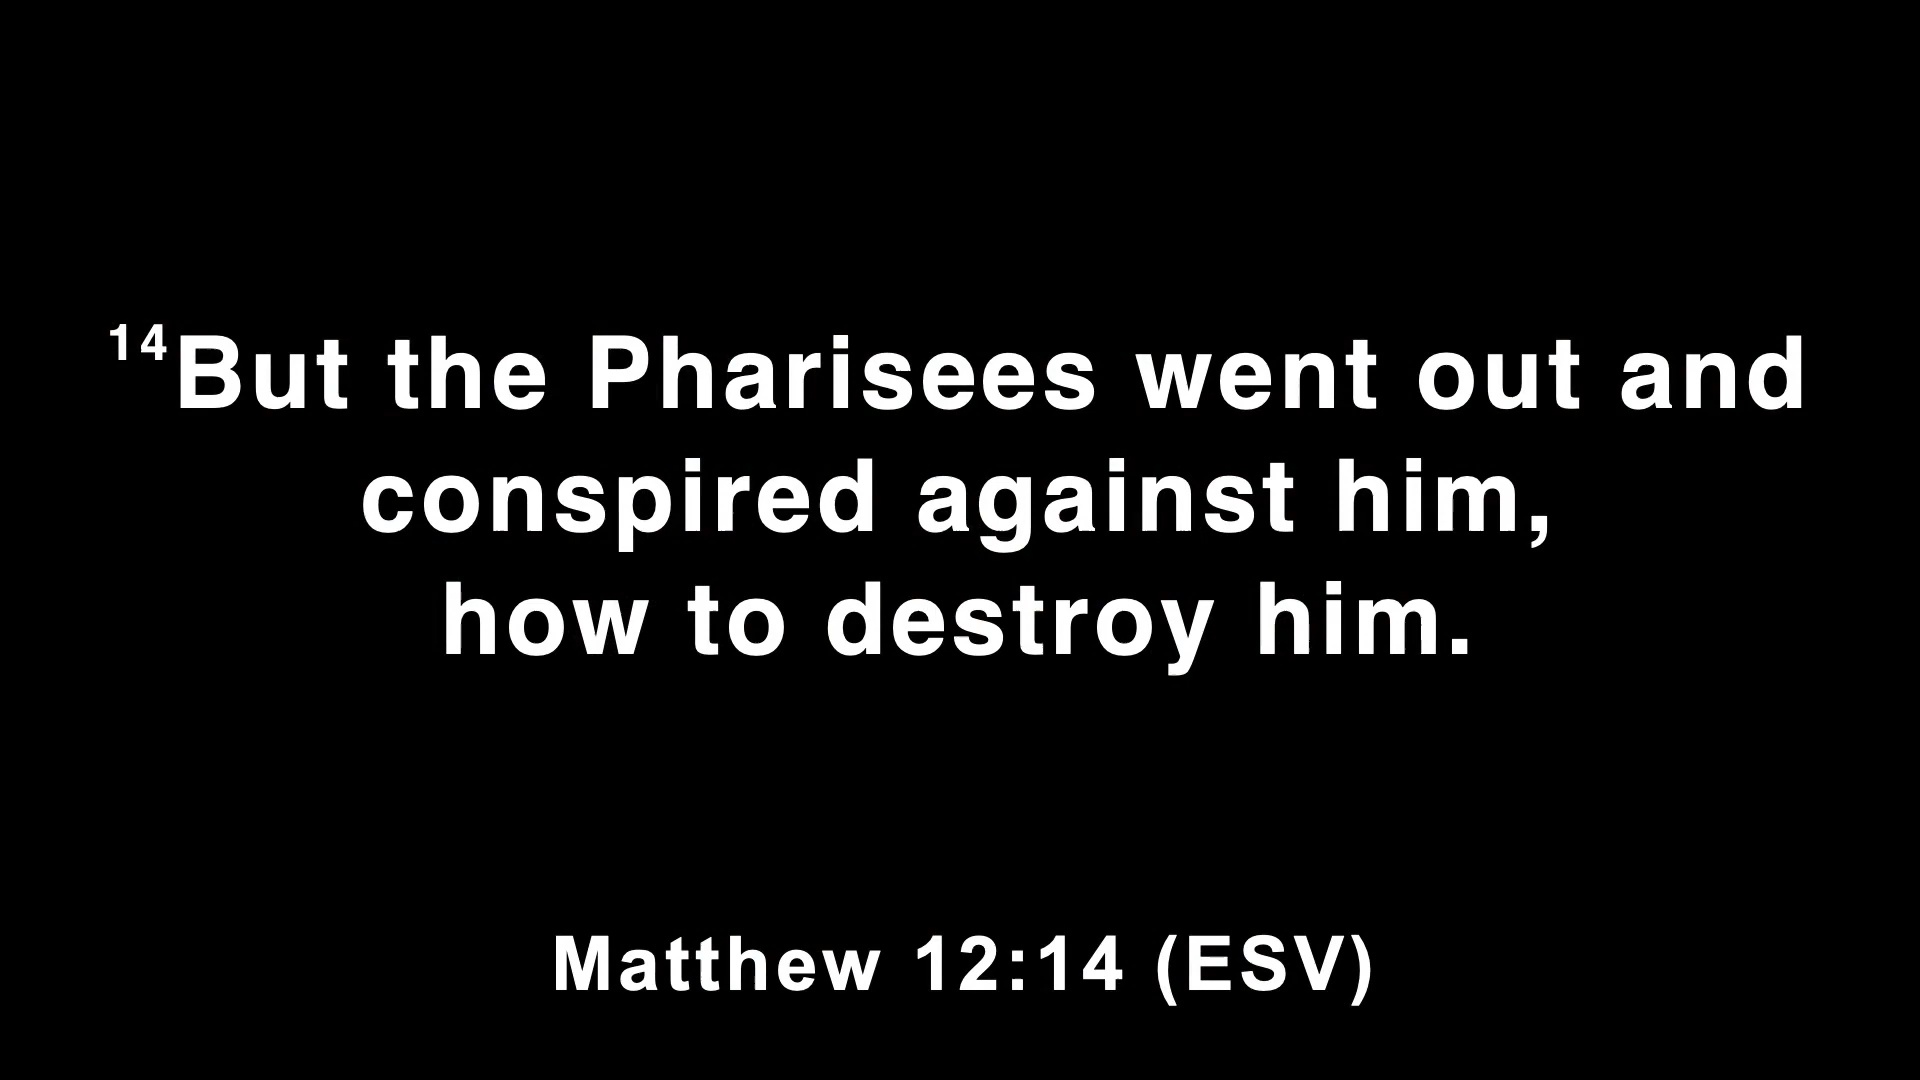 14But the Pharisees went out and
conspired against him,
how to destroy him.
Matthew 12:14 (ESV)